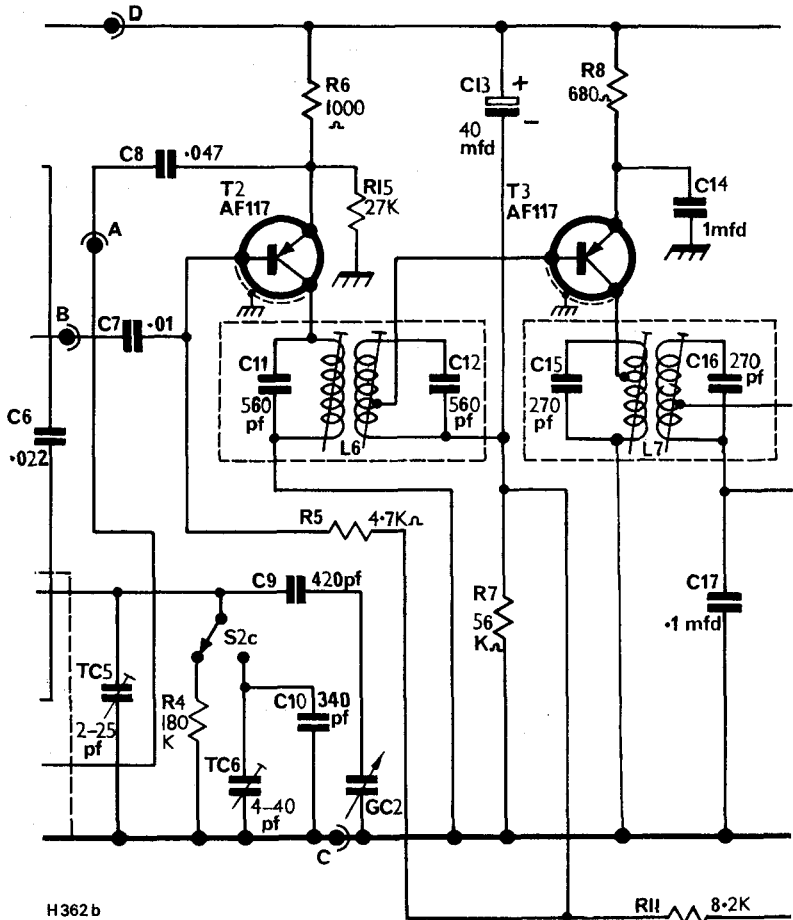 D
R6
1000
Ω
C13
+
-
40
mfd
R8
680Ω
C8
·047
T2
AF117
R15
27K
T3
AF117
C14
1mfd
A
B
C7
·01
C11
560
pf
L6
C12
560
pf
C15
270
pf
L7
C16
270
pf
C6
·022
R5
4·7KΩ
C9
420pf
S2c
R7
56
KΩ
C17
·1 mfd
TC5
2–25
pf
R4
180
K
C10
340
pf
TC6
4–40
pf
GC2
C
H362b
R11
8·2K